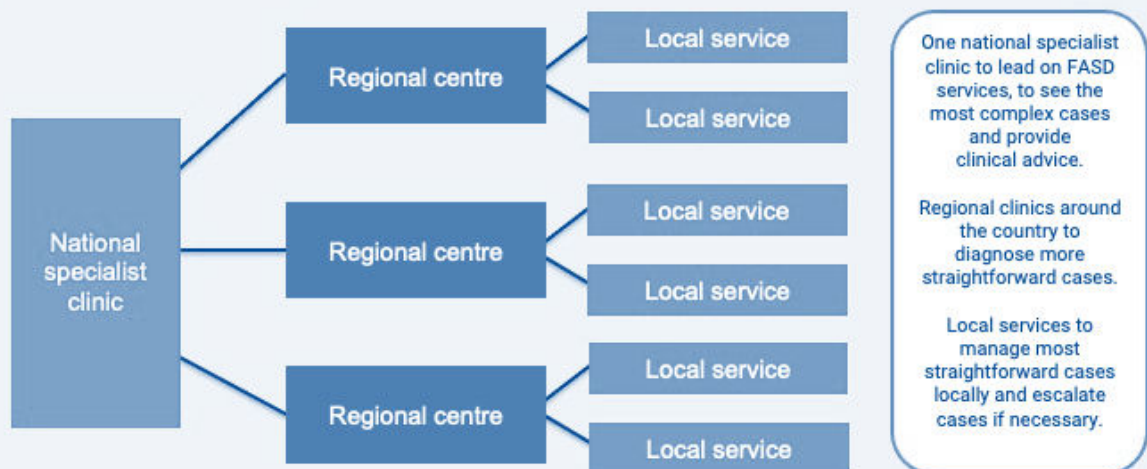 National
specialist
clinic
Regional centre
Local service
Local service
Regional centre
Local service
Local service
Regional centre
Local service
Local service
One national specialist
clinic to lead on FASD
services, to see the
most complex cases
and provide
clinical advice.
Regional clinics around
the country to
diagnose more
straightforward cases.
Local services to
manage most
straightforward cases
locally and escalate
cases if necessary.